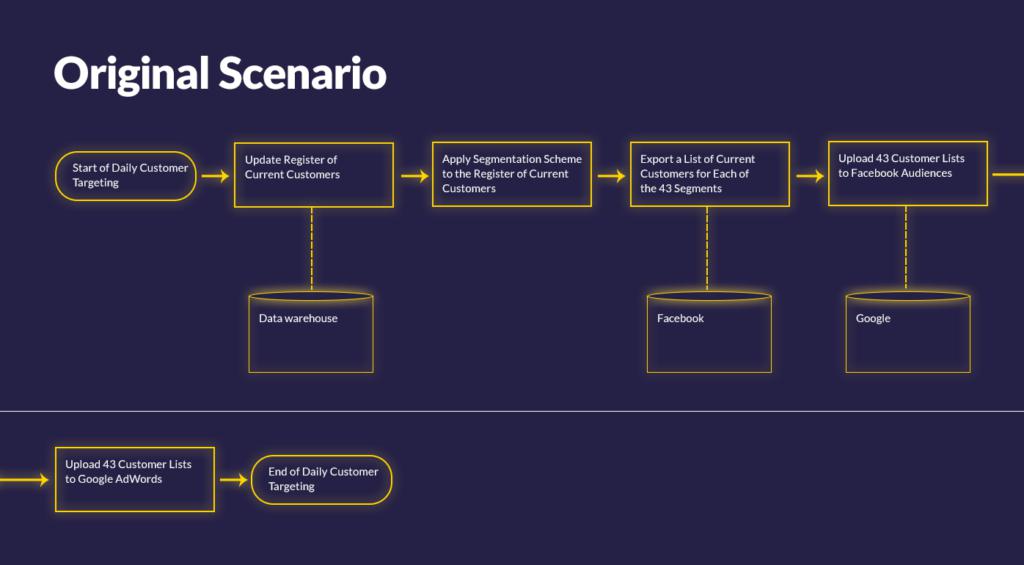 Original Scenario
Start of Daily Customer
Targeting
Update Register of
Current Customers
Apply Segmentation Scheme
to the Register of Current
Customers
Export a List of Current
Customers for Each of
the 43 Segments
Upload 43 Customer Lists
to Facebook Audiences
Data warehouse
Facebook
Google
Upload 43 Customer Lists
to Google AdWords
End of Daily Customer
Targeting